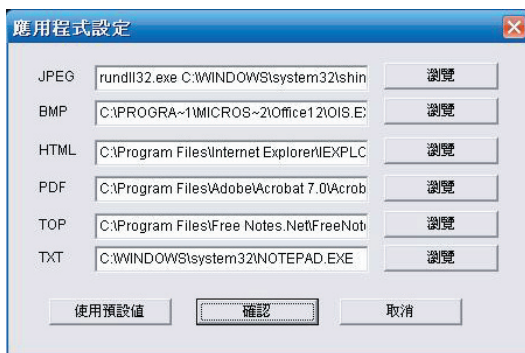 應用程式設定
JPEG rundll32.exe C:\WINDOWS\system32\shin 瀏覽
BMP C:\PROGRA~1\MICROS~2\Office12\OIS.E 瀏覽
HTML C:\Program Files\Internet Explorer\IEXPLC 瀏覽
PDF C:\Program Files\Adobe\Acrobat 7.0\Acrob 瀏覽
TOP C:\Program Files\Free Notes.Net\FreeNot 瀏覽
TXT C:\WINDOWS\system32\NOTEPAD.EXE 瀏覽
使用預設值 確認 取消